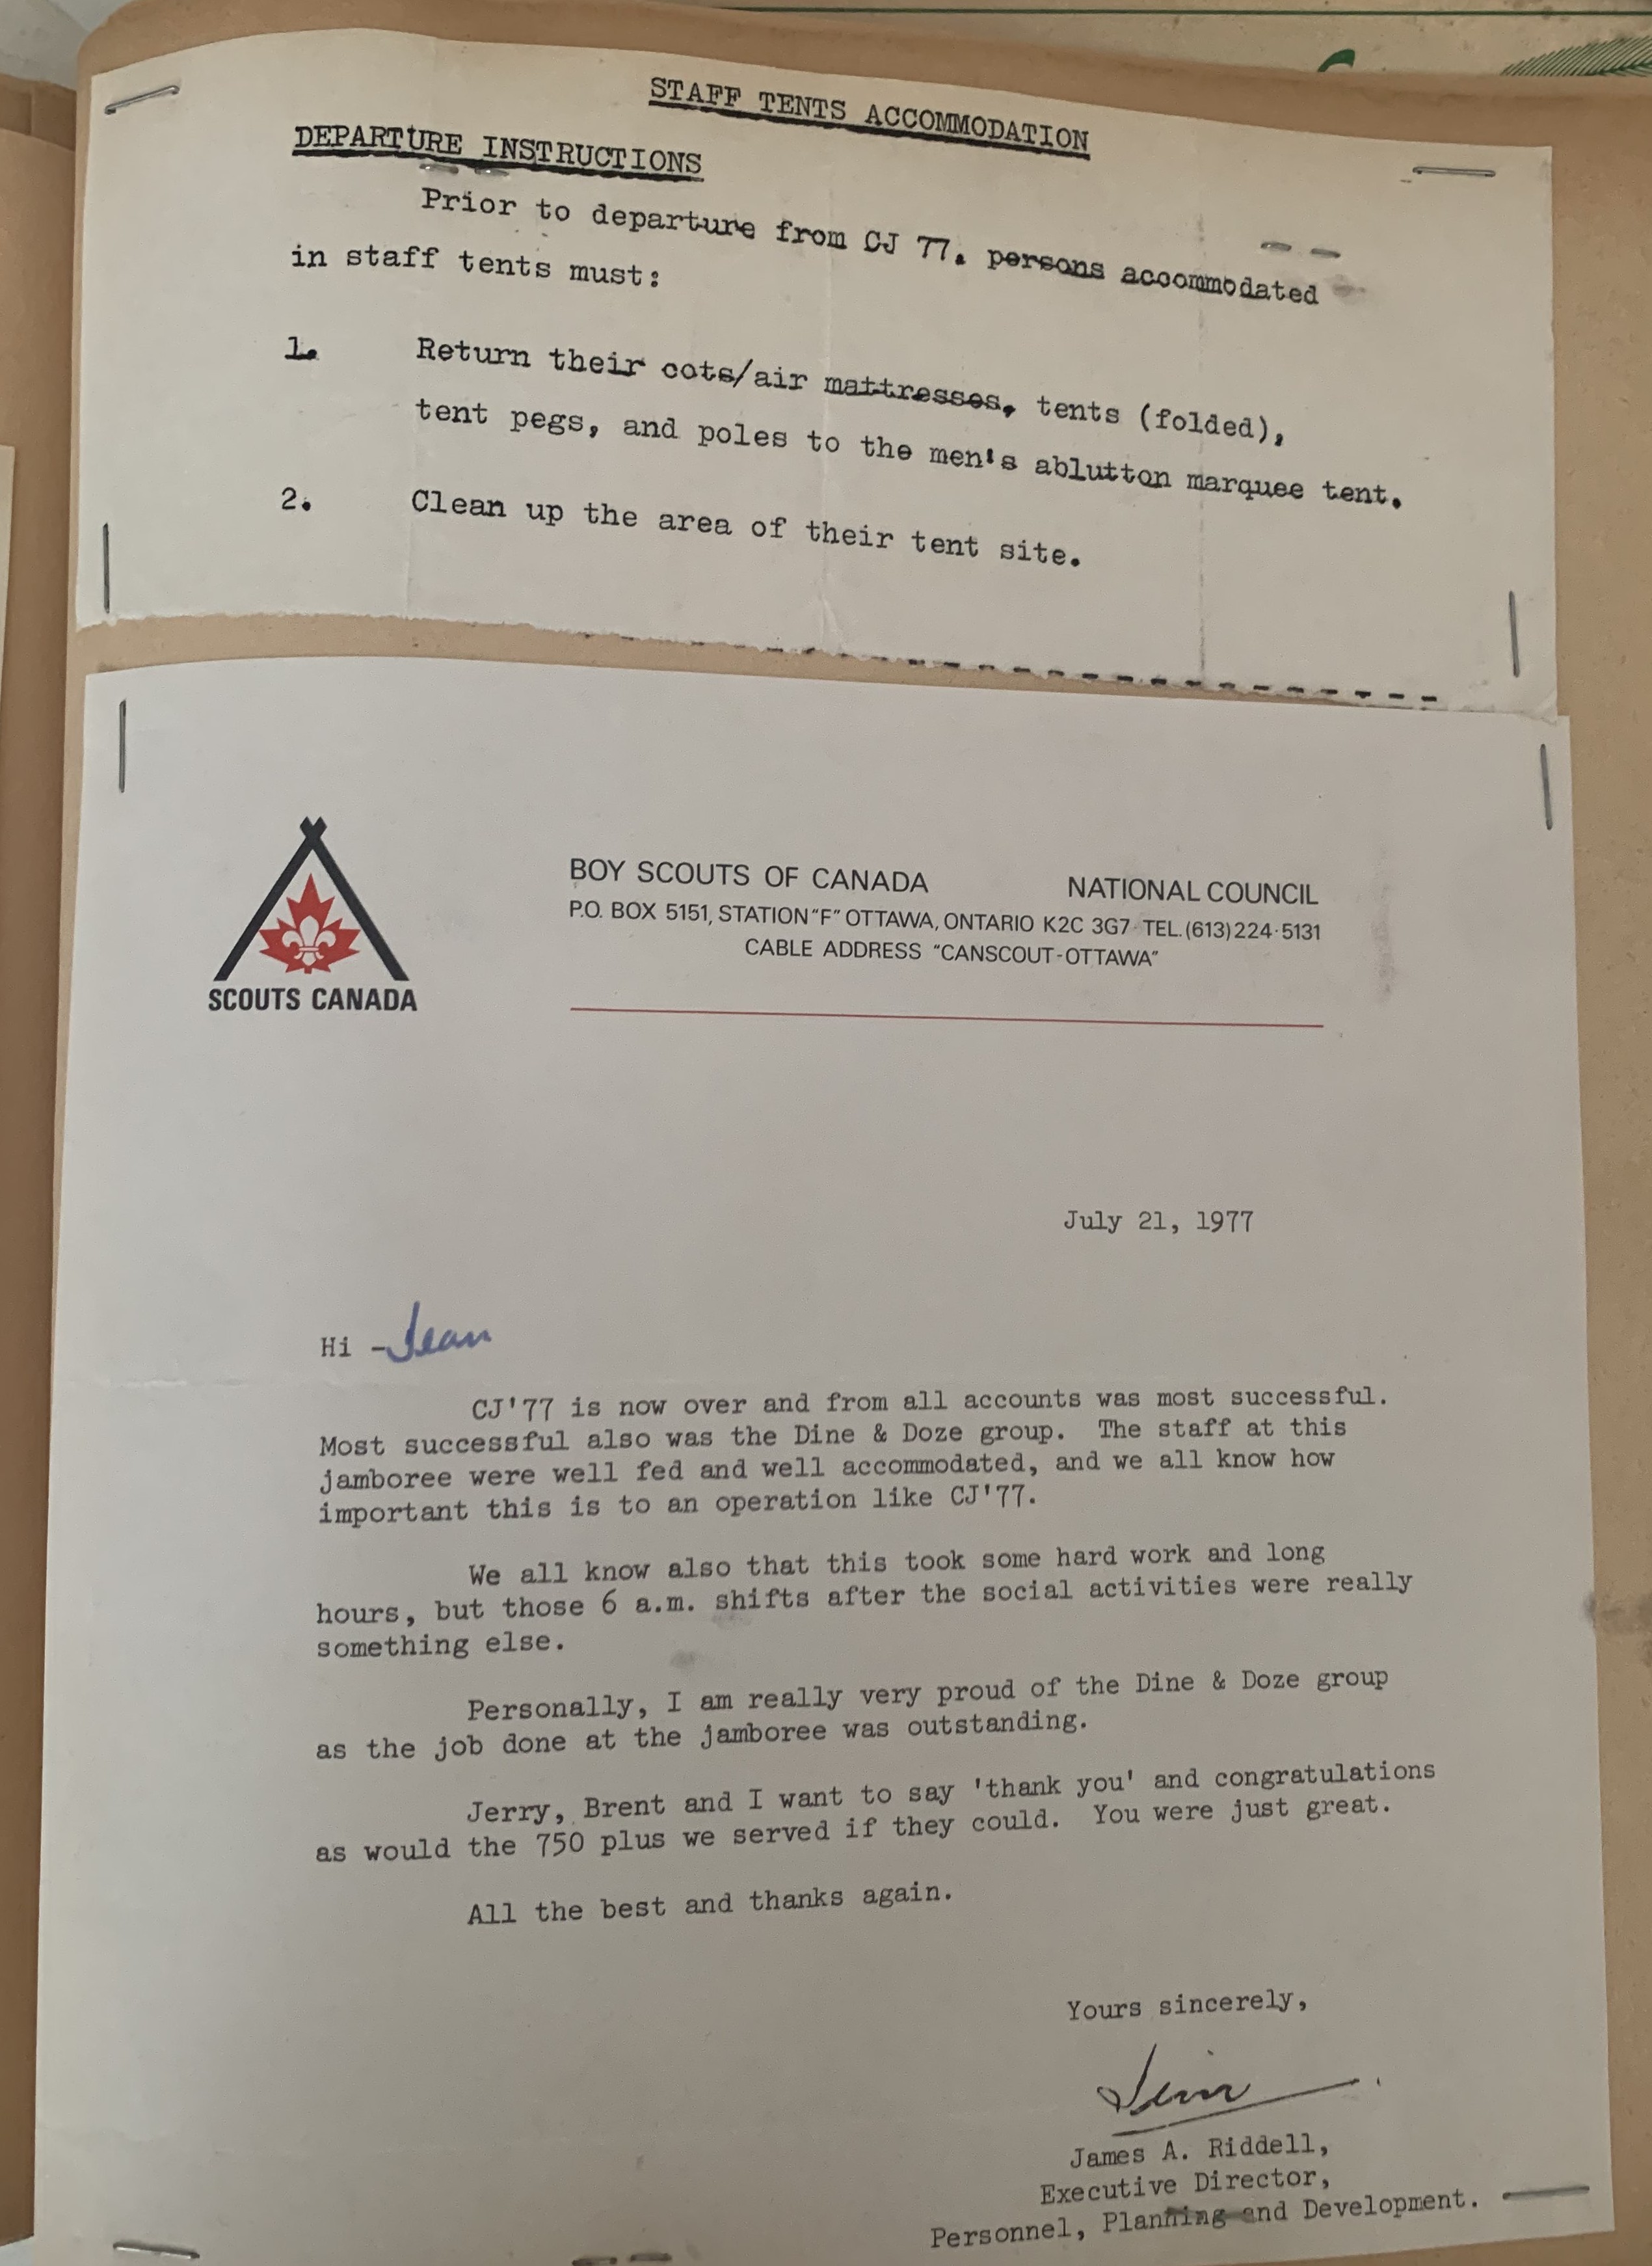 STAFF TENTS ACCOMMODATION
DEPARTURE INSTRUCTIONS
Prior to departure from CJ 77. persons accommodated
in staff tents must:
1. Return their cots/air mattresses, tents (folded),
tent pegs, and poles to the men's ablutton marquee tent.
2. Clean up the area of their tent site.
SCOUTS CANADA
BOY SCOUTS OF CANADA NATIONAL COUNCIL
P.O. BOX 5151, STATION "F" OTTAWA, ONTARIO K2C 3G7 TEL. (613) 224-5131
CABLE ADDRESS "CANSCOUT-OTTAWA"
July 21, 1977
Hi - Jean
CJ'77 is now over and from all accounts was most successful.
Most successful also was the Dine & Doze group. The staff at this
jamboree were well fed and well accommodated, and we all know how
important this is to an operation like CJ'77.
We all know also that this took some hard work and long
hours, but those 6 a.m. shifts after the social activities were really
something else.
Personally, I am really very proud of the Dine & Doze group
as the job done at the jamboree was outstanding.
Jerry, Brent and I want to say 'thank you' and congratulations
as would the 750 plus we served if they could. You were just great.
All the best and thanks again.
Yours sincerely,
Jim
James A. Riddell,
Executive Director,
Personnel, Planning and Development.